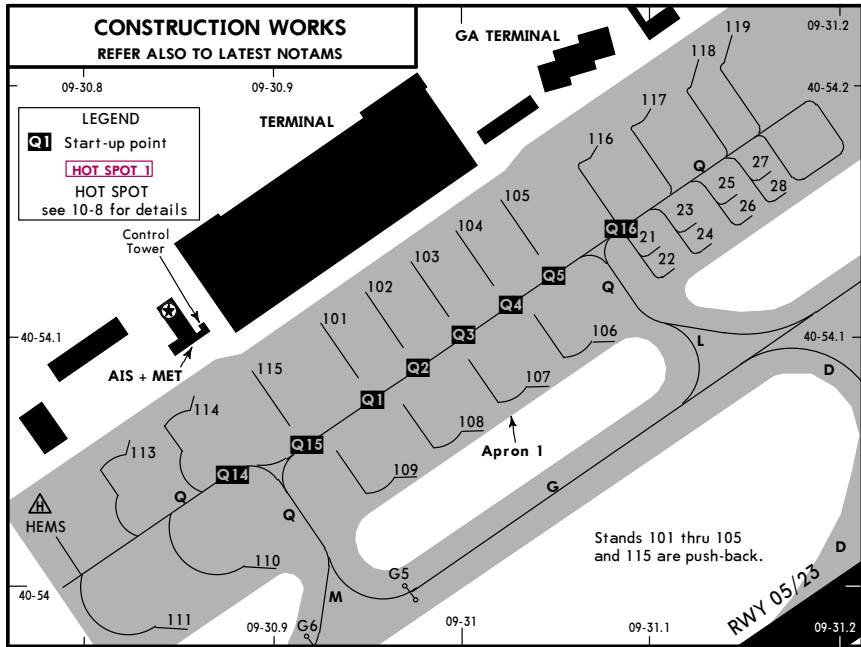 CONSTRUCTION WORKS
REFER ALSO TO LATEST NOTAMS
GA TERMINAL
09-31.2
119
118
09-30.8
09-30.9
40-54.2
LEGEND
Q1 Start-up point
HOT SPOT 1
HOT SPOT
see 10-8 for details
TERMINAL
117
116
Q
27
28
25
26
23
24
105
104
103
102
101
Control
Tower
Q16
21
22
Q5
Q
Q4
Q3
Q2
Q1
40-54.1
40-54.1
106
L
D
AIS + MET
115
107
114
108
Apron 1
113
Q15
109
Q14
Q
Q
G
H
HEMS
Stands 101 thru 105
and 115 are push-back.
D
110
G5
RWY 05/23
40-54
M
111
G6
09-30.9
09-31
09-31.1
09-31.2